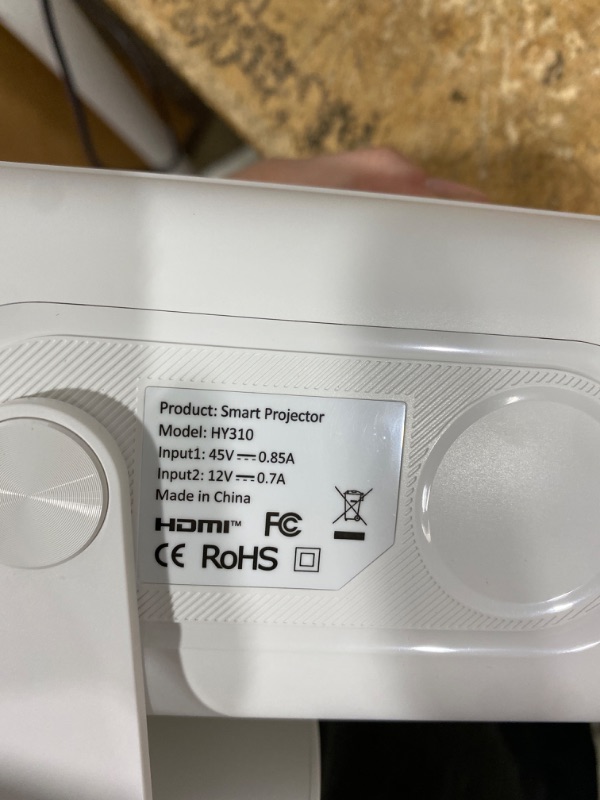 Product: Smart Projector
Model: HY310
Input1: 45V⎓0.85A
Input2: 12V⎓0.7A
Made in China
HDMI™ FC
CE RoHS